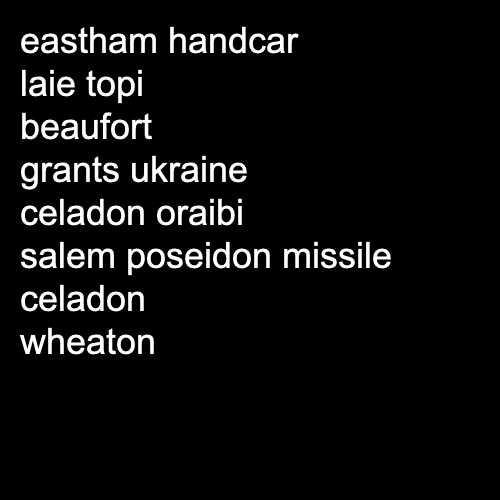 eastham handcar
laie topi
beaufort
grants ukraine
celadon oraibi
salem poseidon missile
celadon
wheaton